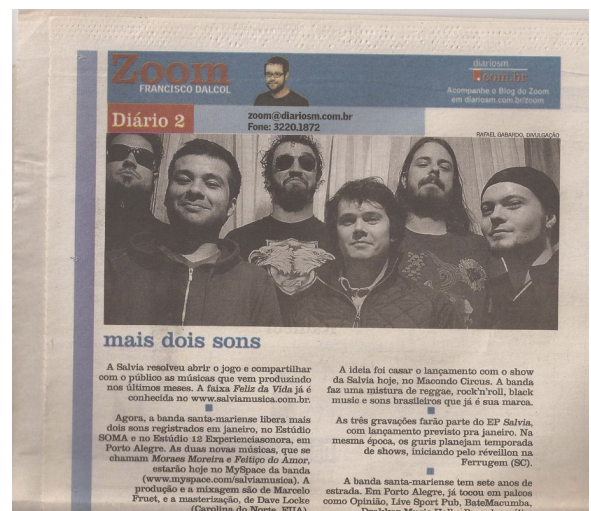 Zoom
FRANCISCO DALCOL
diariosm
.com.br
Acompanhe o Blog do Zoom
em diariosm.com.br/zoom
Diário 2
zoom@diariosm.com.br
Fone: 3220.1872
RAFAEL GABARDO, DIVULGAÇÃO
mais dois sons
A Salvia resolveu abrir o jogo e compartilhar
com o público as músicas que vem produzindo
nos últimos meses. A faixa Feliz da Vida já é
conhecida no www.salviamusica.com.br.
Agora, a banda santa-mariense libera mais
dois sons registrados em janeiro, no Estúdio
SOMA e no Estúdio 12 Experienciasonora, em
Porto Alegre. As duas novas músicas, que se
chamam Moraes Moreira e Feitiço do Amor,
estarão hoje no MySpace da banda
(www.myspace.com/salviamusica). A
produção e a mixagem são de Marcelo
Fruet, e a masterização, de Dave Locke
(Carolina do Norte, EUA).
A ideia foi casar o lançamento com o show
da Salvia hoje, no Macondo Circus. A banda
faz uma mistura de reggae, rock'n'roll, black
music e sons brasileiros que já é sua marca.
As três gravações farão parte do EP Salvia,
com lançamento previsto pra janeiro. Na
mesma época, os guris planejam temporada
de shows, iniciando pelo réveillon na
Ferrugem (SC).
A banda santa-mariense tem sete anos de
estrada. Em Porto Alegre, já tocou em palcos
como Opinião, Live Sport Pub, BateMacumba,